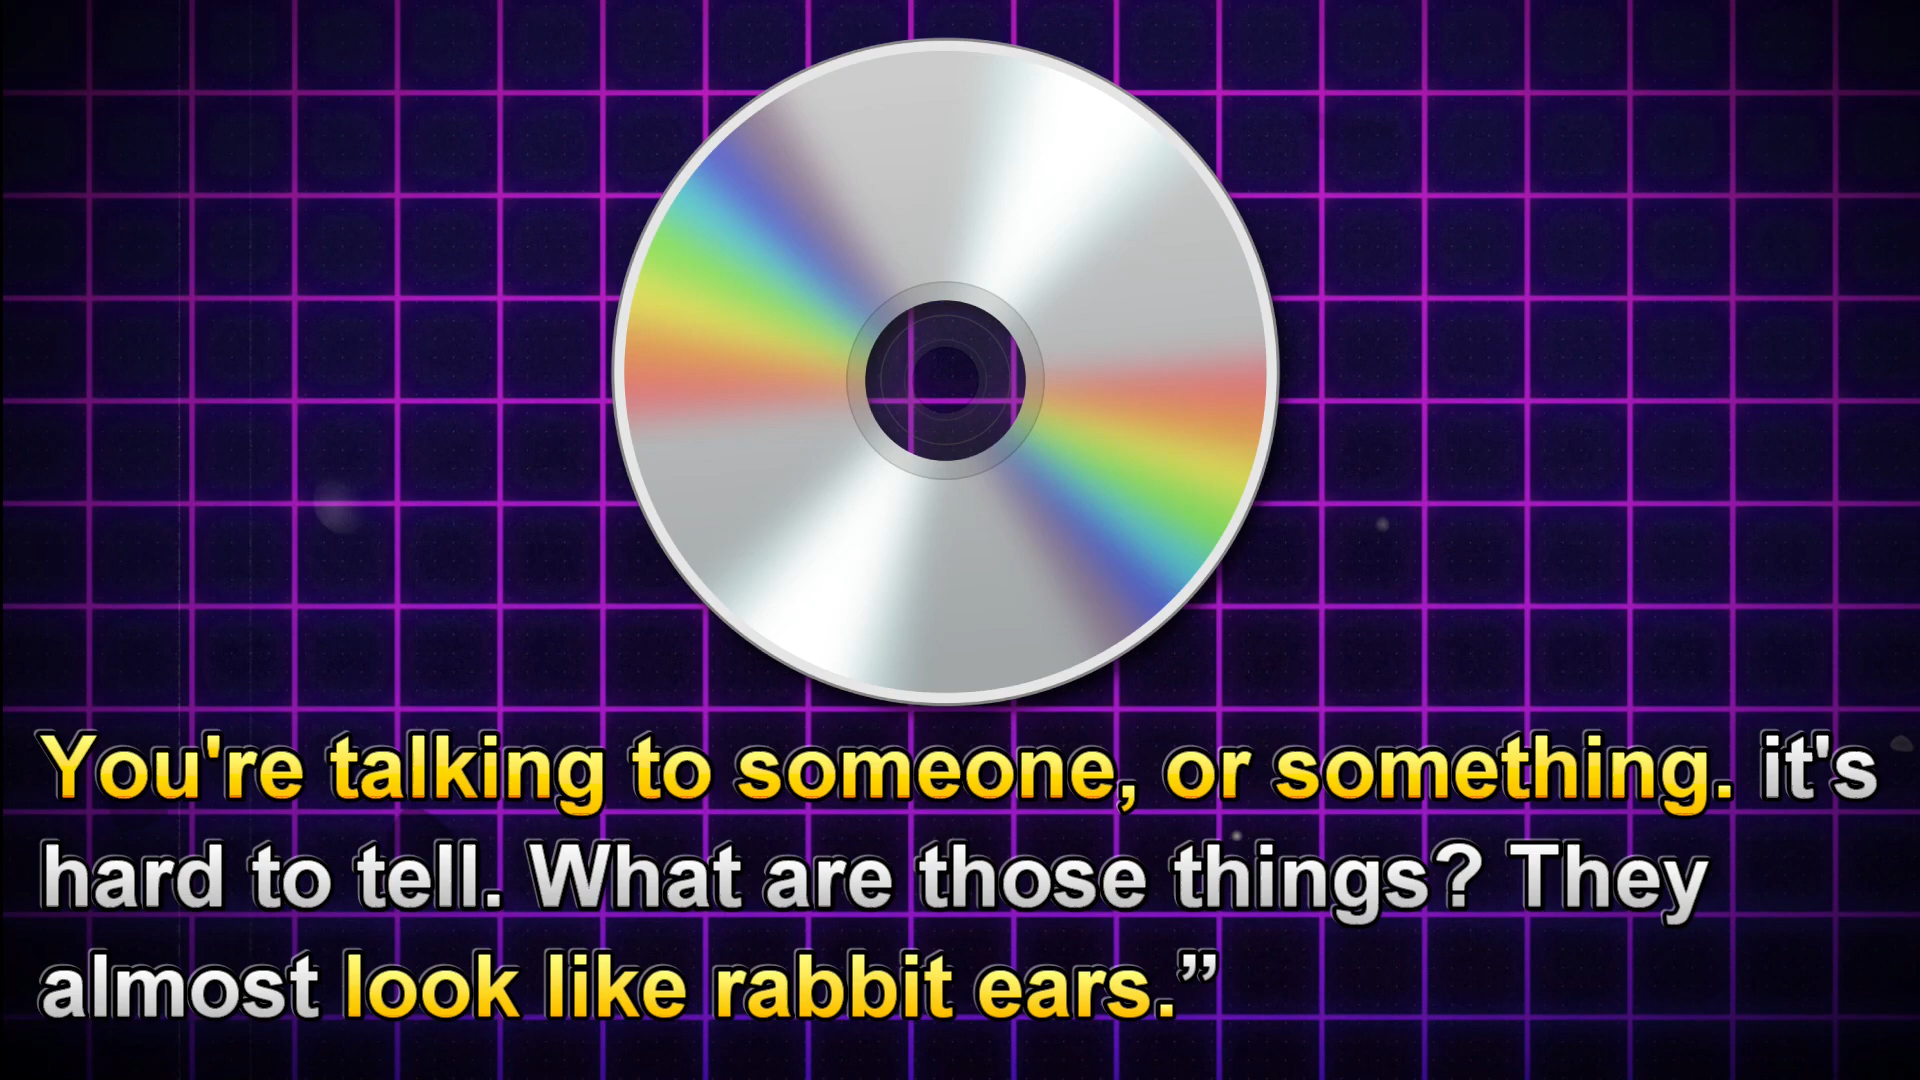 You're talking to someone, or something. it's
hard to tell. What are those things? They
almost look like rabbit ears.”